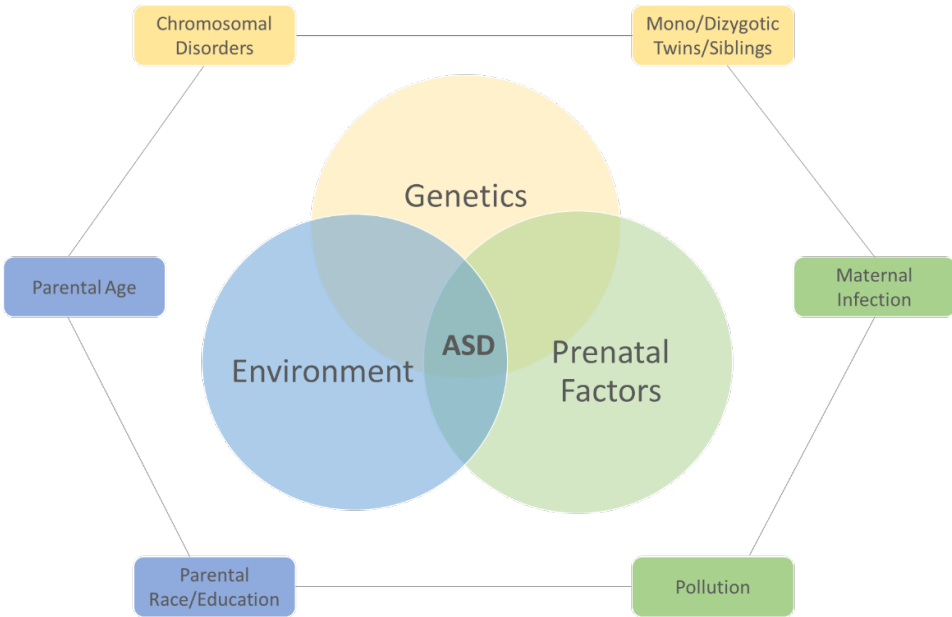 Chromosomal
Disorders
Mono/Dizygotic
Twins/Siblings
Genetics
Parental Age
Maternal
Infection
ASD
Environment
Prenatal
Factors
Parental
Race/Education
Pollution